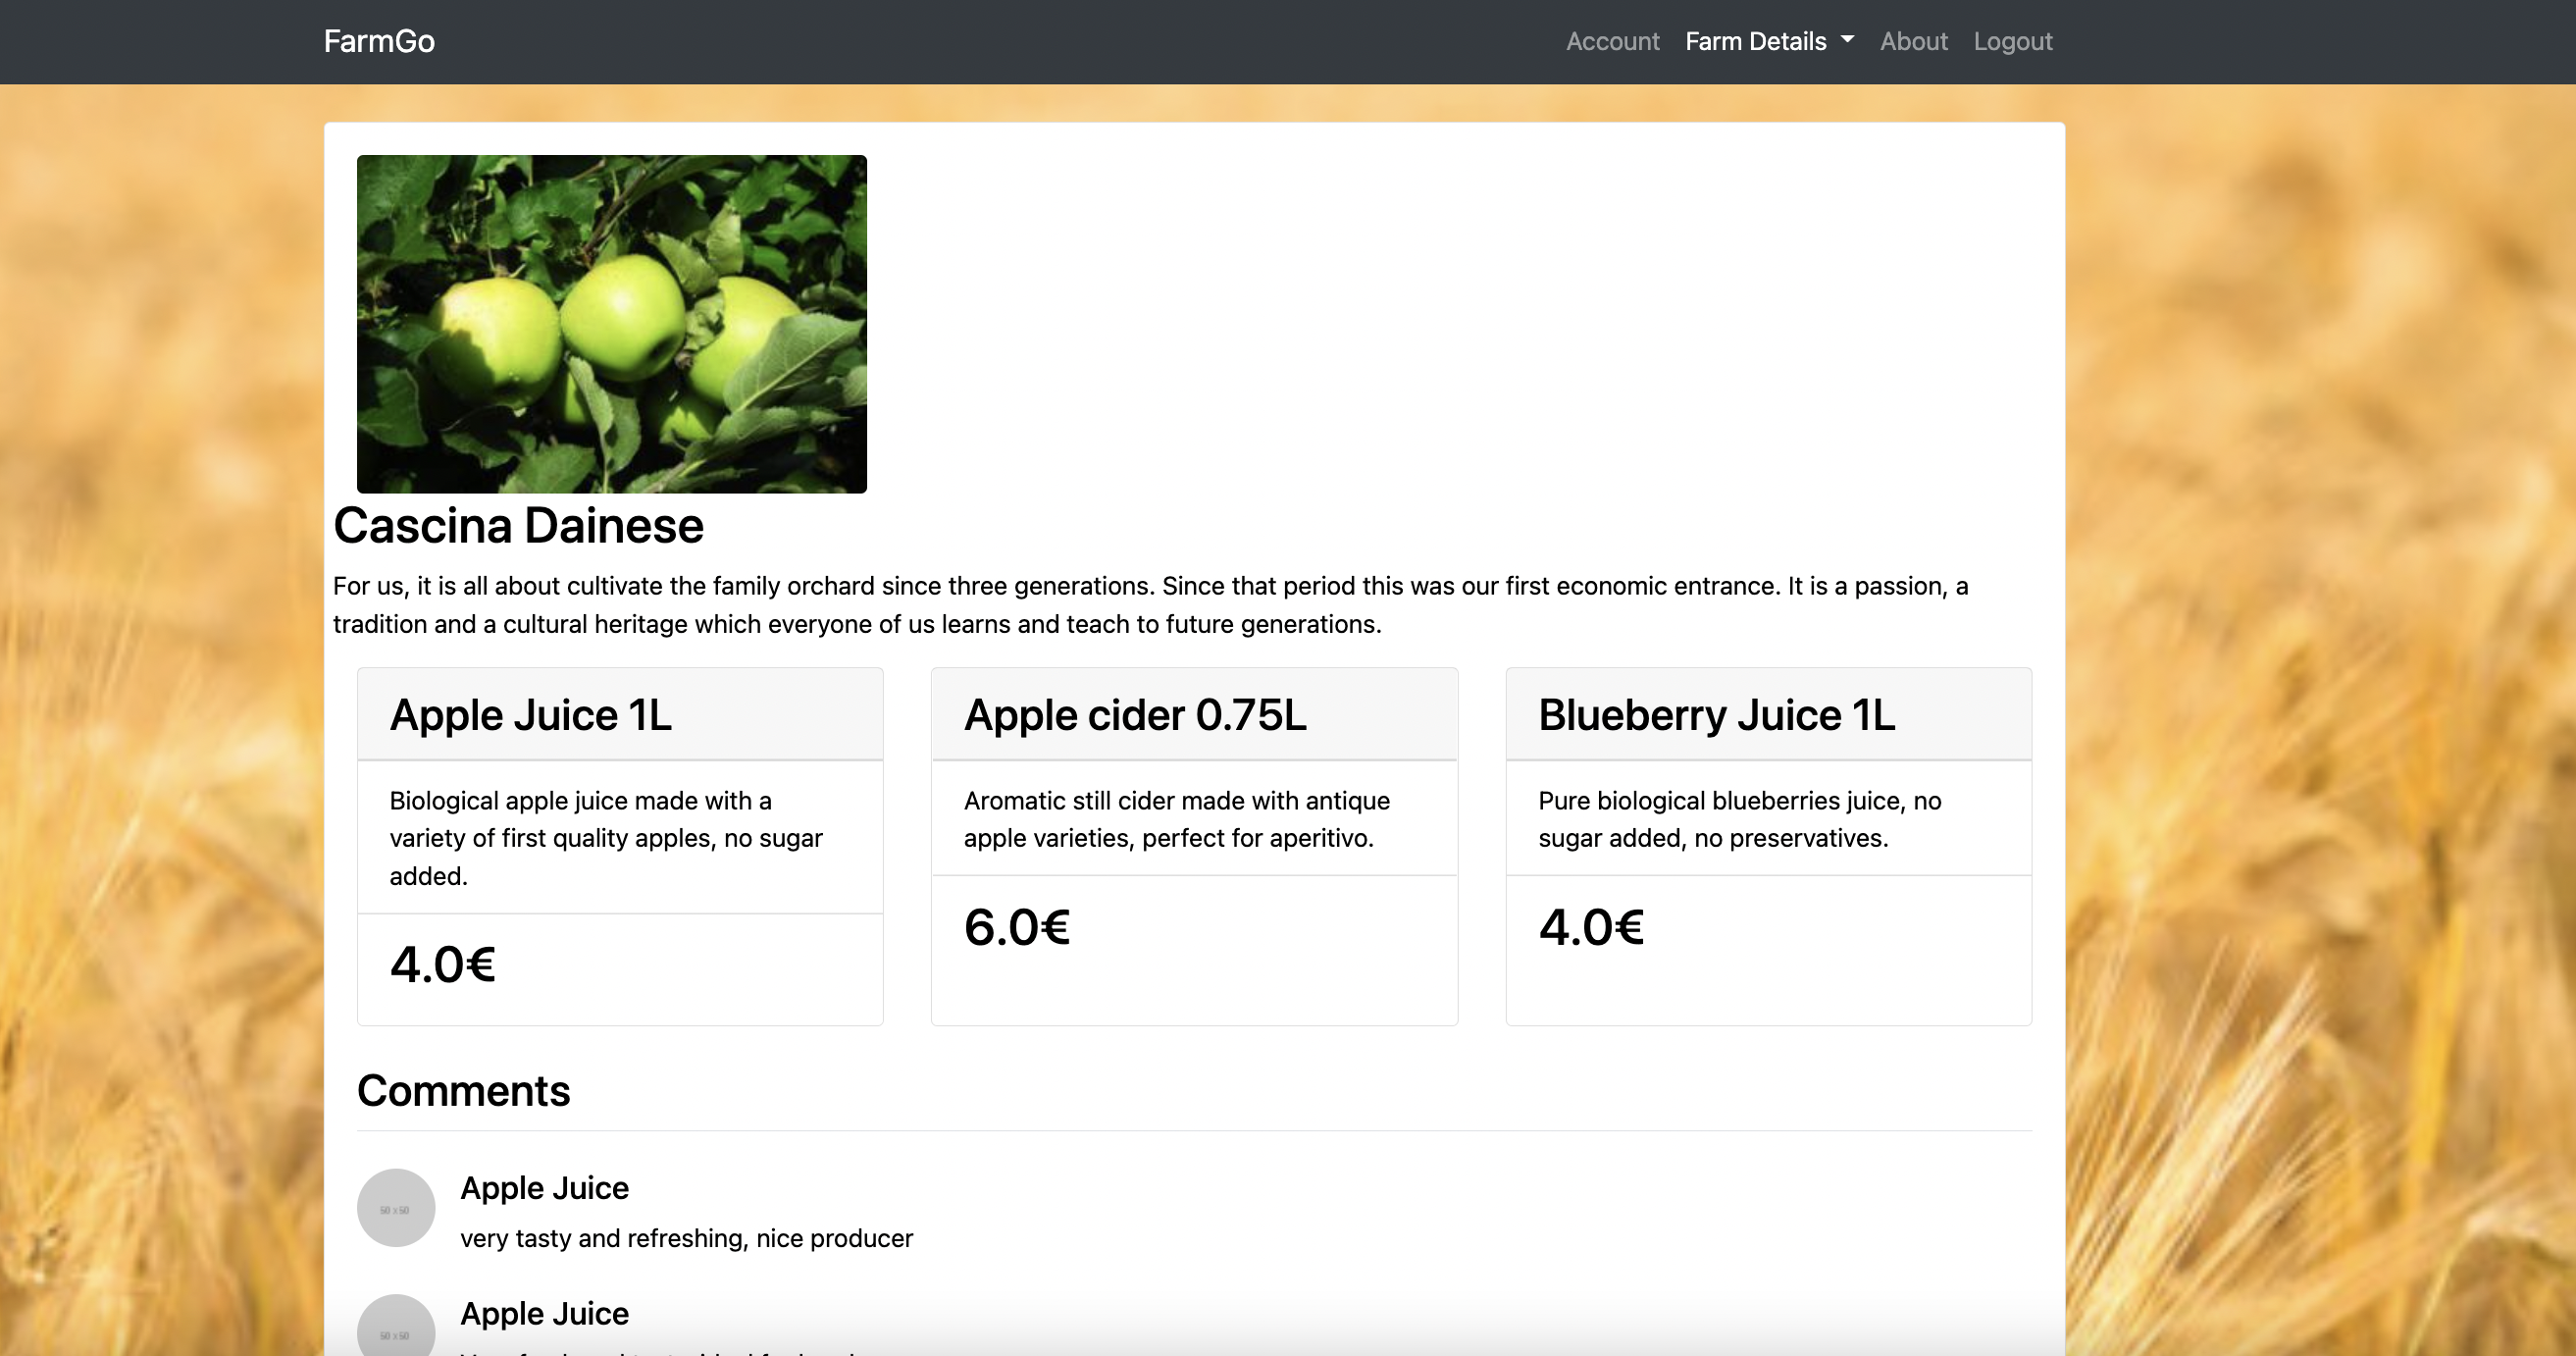 FarmGo
Account Farm Details About Logout
Cascina Dainese
For us, it is all about cultivate the family orchard since three generations. Since that period this was our first economic entrance. It is a passion, a
tradition and a cultural heritage which everyone of us learns and teach to future generations.
Apple Juice 1L
Biological apple juice made with a
variety of first quality apples, no sugar
added.
4.0€
Apple cider 0.75L
Aromatic still cider made with antique
apple varieties, perfect for aperitivo.
6.0€
Blueberry Juice 1L
Pure biological blueberries juice, no
sugar added, no preservatives.
4.0€
Comments
50 x 50
Apple Juice
very tasty and refreshing, nice producer
50 x 50
Apple Juice